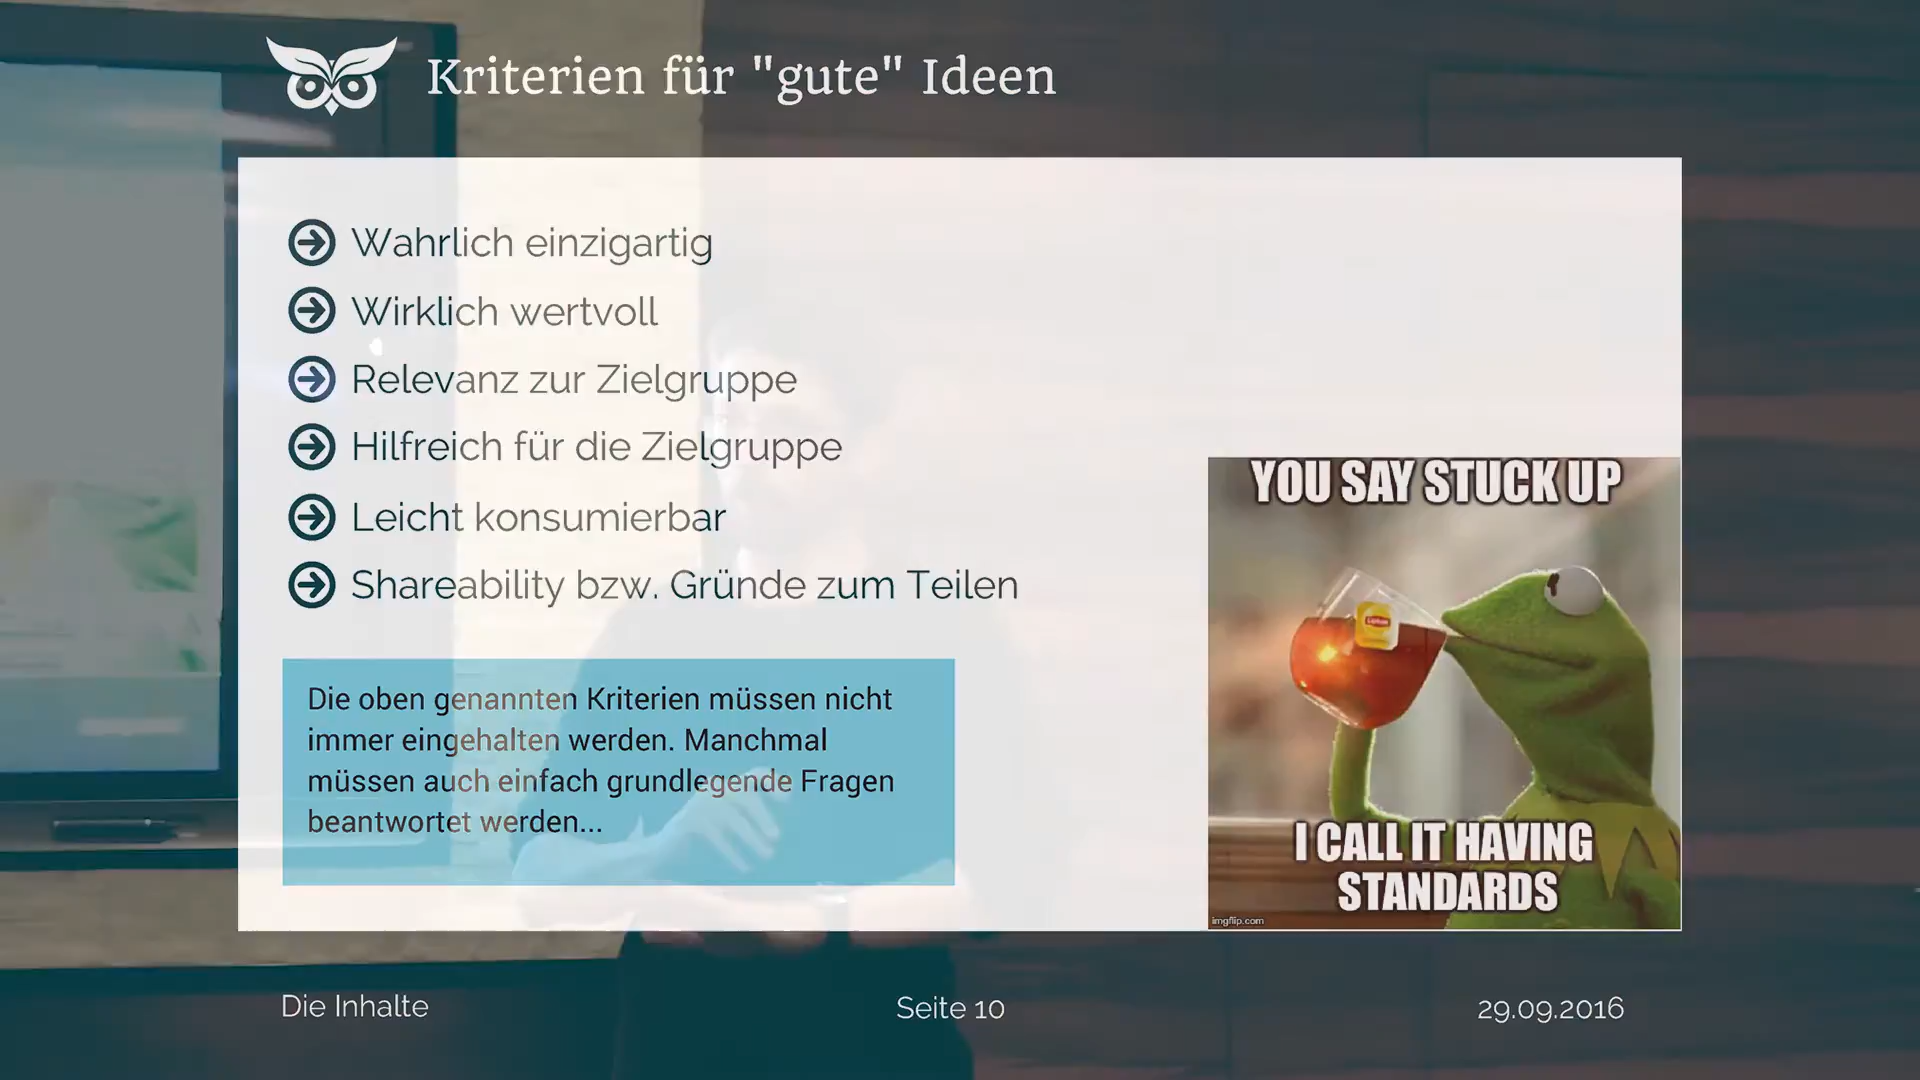 Kriterien für "gute" Ideen
Wahrlich einzigartig
Wirklich wertvoll
Relevanz zur Zielgruppe
Hilfreich für die Zielgruppe
Leicht konsumierbar
Shareability bzw. Gründe zum Teilen
Die oben genannten Kriterien müssen nicht
immer eingehalten werden. Manchmal
müssen auch einfach grundlegende Fragen
beantwortet werden...
YOU SAY STUCK UP
Lipton
I CALL IT HAVING
STANDARDS
imgflip.com
Die Inhalte
Seite 10
29.09.2016